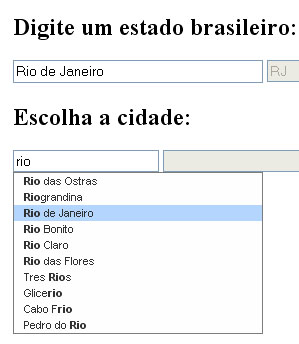 Digite um estado brasileiro:
Rio de Janeiro RJ
Escolha a cidade:
rio
Rio das Ostras
Riograndina
Rio de Janeiro
Rio Bonito
Rio Claro
Rio das Flores
Tres Rios
Glicerio
Cabo Frio
Pedro do Rio